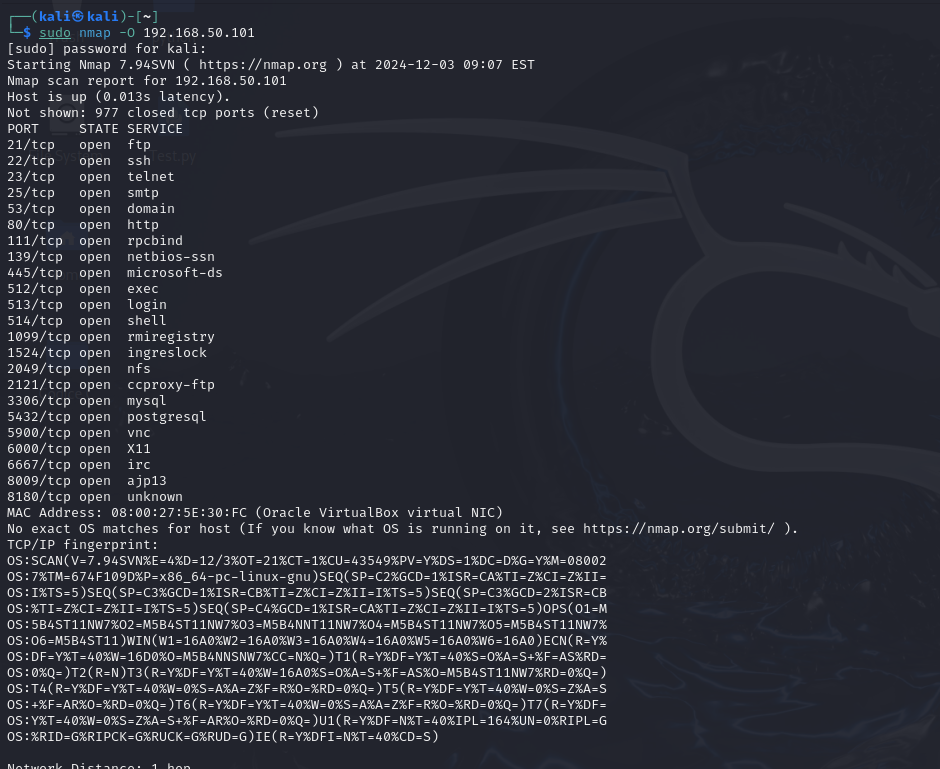 ┌──(kali㉿kali)-[~]
└─$ sudo nmap -O 192.168.50.101
[sudo] password for kali:
Starting Nmap 7.94SVN ( https://nmap.org ) at 2024-12-03 09:07 EST
Nmap scan report for 192.168.50.101
Host is up (0.013s latency).
Not shown: 977 closed tcp ports (reset)
PORT     STATE SERVICE
21/tcp   open  ftp
22/tcp   open  ssh
23/tcp   open  telnet
25/tcp   open  smtp
53/tcp   open  domain
80/tcp   open  http
111/tcp  open  rpcbind
139/tcp  open  netbios-ssn
445/tcp  open  microsoft-ds
512/tcp  open  exec
513/tcp  open  login
514/tcp  open  shell
1099/tcp open  rmiregistry
1524/tcp open  ingreslock
2049/tcp open  nfs
2121/tcp open  ccproxy-ftp
3306/tcp open  mysql
5432/tcp open  postgresql
5900/tcp open  vnc
6000/tcp open  X11
6667/tcp open  irc
8009/tcp open  ajp13
8180/tcp open  unknown
MAC Address: 08:00:27:5E:30:FC (Oracle VirtualBox virtual NIC)
No exact OS matches for host (If you know what OS is running on it, see https://nmap.org/submit/ ).
TCP/IP fingerprint:
OS:SCAN(V=7.94SVN%E=4%D=12/3%OT=21%CT=1%CU=43549%PV=Y%DS=1%DC=D%G=Y%M=08002
OS:7%TM=674F109D%P=x86_64-pc-linux-gnu)SEQ(SP=C2%GCD=1%ISR=CA%TI=Z%CI=Z%II=
OS:I%TS=5)SEQ(SP=C3%GCD=1%ISR=CB%TI=Z%CI=Z%II=I%TS=5)SEQ(SP=C3%GCD=2%ISR=CB
OS:%TI=Z%CI=Z%II=I%TS=5)SEQ(SP=C4%GCD=1%ISR=CA%TI=Z%CI=Z%II=I%TS=5)OPS(O1=M
OS:5B4ST11NW7%O2=M5B4ST11NW7%O3=M5B4NNT11NW7%O4=M5B4ST11NW7%O5=M5B4ST11NW7%
OS:O6=M5B4ST11)WIN(W1=16A0%W2=16A0%W3=16A0%W4=16A0%W5=16A0%W6=16A0)ECN(R=Y%
OS:DF=Y%T=40%W=16D0%O=M5B4NNSNW7%CC=N%Q=)T1(R=Y%DF=Y%T=40%S=O%A=S+%F=AS%RD=
OS:0%Q=)T2(R=N)T3(R=Y%DF=Y%T=40%W=16A0%S=O%A=S+%F=AS%O=M5B4ST11NW7%RD=0%Q=)
OS:T4(R=Y%DF=Y%T=40%W=0%S=A%A=Z%F=R%O=%RD=0%Q=)T5(R=Y%DF=Y%T=40%W=0%S=Z%A=S
OS:+%F=AR%O=%RD=0%Q=)T6(R=Y%DF=Y%T=40%W=0%S=A%A=Z%F=R%O=%RD=0%Q=)T7(R=Y%DF=
OS:Y%T=40%W=0%S=Z%A=S+%F=AR%O=%RD=0%Q=)U1(R=Y%DF=N%T=40%IPL=164%UN=0%RIPL=G
OS:%RID=G%RIPCK=G%RUCK=G%RUD=G)IE(R=Y%DFI=N%T=40%CD=S)
Network Distance: 1 hop